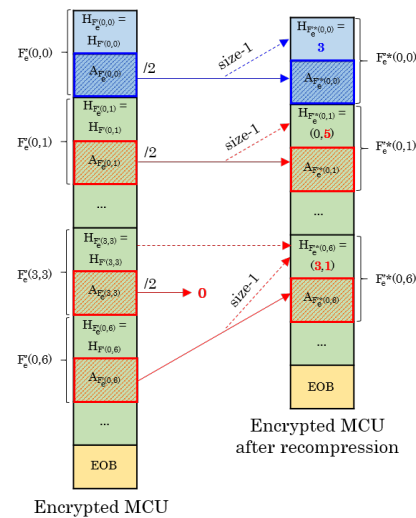 F'e(0,0)
HF'e(0,0) =
HF'(0,0)
AF'e(0,0)
/2
size-1
HF'e*(0,0)=
3
AF'e*(0,0)
F'e*(0,0)
F'e(0,1)
HF'e(0,1) =
HF'(0,1)
AF'e(0,1)
/2
size-1
HF'e*(0,1) =
(0,5)
AF'e*(0,1)
F'e*(0,1)
...
...
F'e(3,3)
HF'e(3,3) =
HF'(3,3)
AF'e(3,3)
/2
0
size-1
HF'e*(0,6) =
(3,1)
AF'e*(0,6)
F'e*(0,6)
F'e(0,6)
HF'e(0,6) =
HF'(0,6)
AF'e(0,6)
...
...
EOB
EOB
Encrypted MCU
after recompression
Encrypted MCU